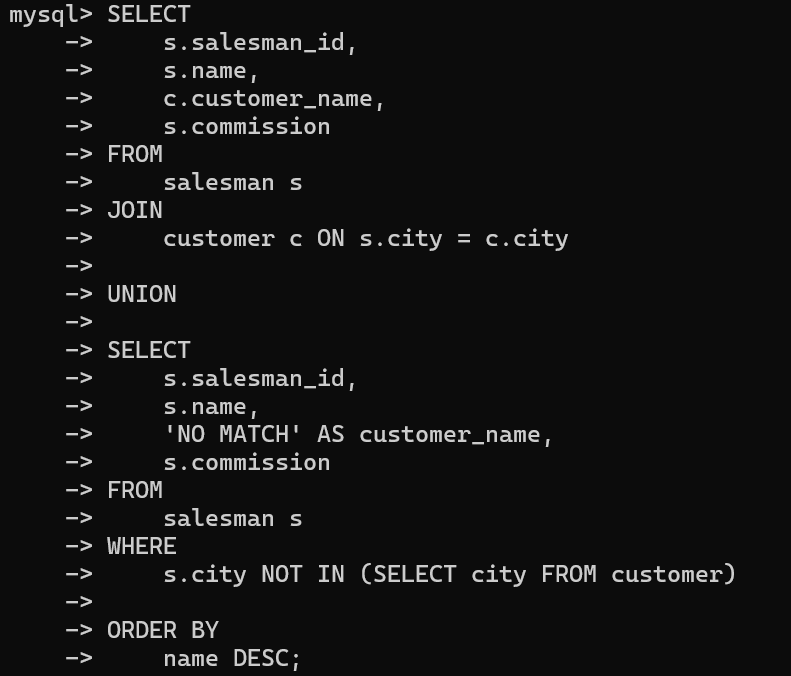 mysql> SELECT
    ->     s.salesman_id,
    ->     s.name,
    ->     c.customer_name,
    ->     s.commission
    -> FROM
    ->     salesman s
    -> JOIN
    ->     customer c ON s.city = c.city
    ->
    -> UNION
    ->
    -> SELECT
    ->     s.salesman_id,
    ->     s.name,
    ->     'NO MATCH' AS customer_name,
    ->     s.commission
    -> FROM
    ->     salesman s
    -> WHERE
    ->     s.city NOT IN (SELECT city FROM customer)
    ->
    -> ORDER BY
    ->     name DESC;